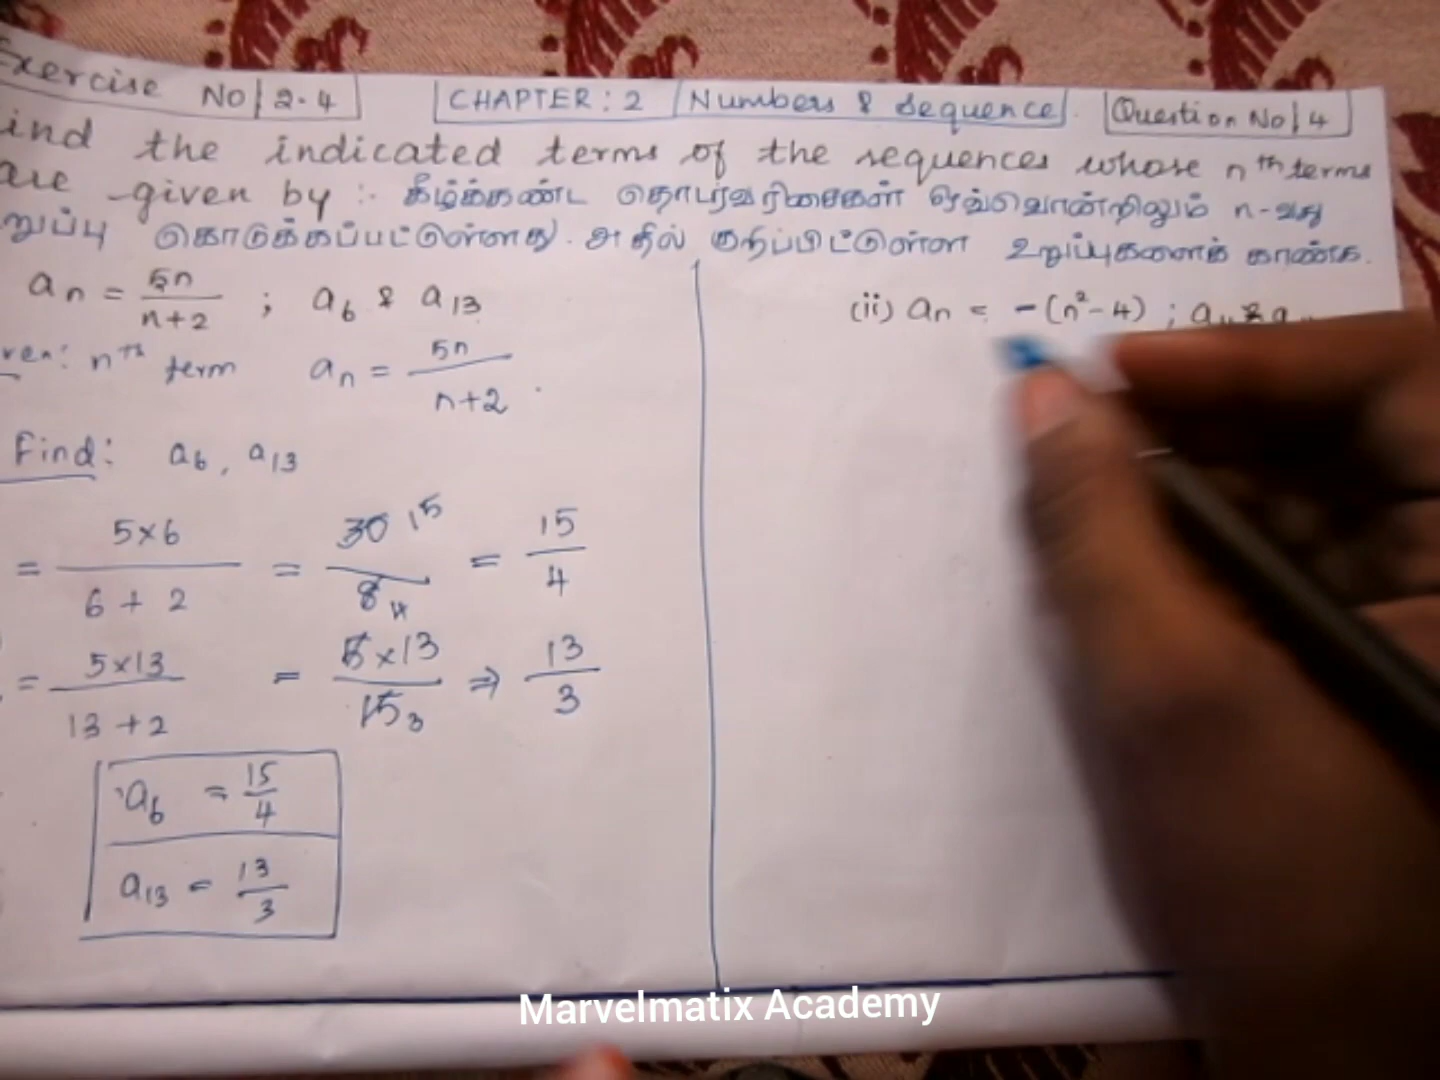 Exercise No | 2.4 CHAPTER : 2 Numbers & Sequence Question No | 4
ind the indicated terms of the sequences whose nth terms
are given by :- கீழ்க்கண்ட தொடர்வரிசைகள் ஒவ்வொன்றிலும் n-வது
றுப்பு கொடுக்கப்பட்டுள்ளது. அதில் குறிப்பிட்டுள்ள உறுப்புகளைக் காண்க.
an = 5n/n+2 ; a6 & a13
ven: nth term an = 5n/n+2 .
Find: a6, a13
= 5×6/6+2 = 30 15/8 4 = 15/4
= 5×13/13+2 = 5×13/15 3 ⇒ 13/3
a6 = 15/4
a13 = 13/3
(ii) an = -(n²-4) ;
Marvelmatix Academy